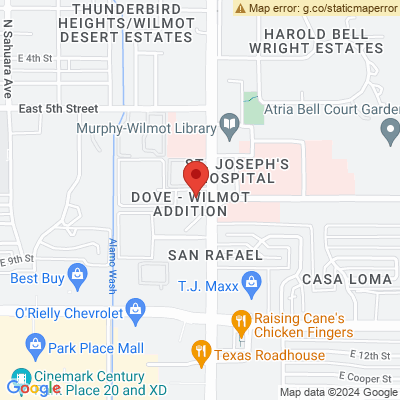 Map error: g.co/staticmaperror
THUNDERBIRD
HEIGHTS/WILMOT
DESERT ESTATES
HAROLD BELL
WRIGHT ESTATES
N Sahuara Ave
E 4th St
East 5th Street
Atria Bell Court Garden
Murphy-Wilmot Library
ST. JOSEPH'S
HOSPITAL
DOVE - WILMOT
ADDITION
SAN RAFAEL
E 9th St
Alamo Wash
Best Buy
T.J. Maxx
CASA LOMA
O'Rielly Chevrolet
Raising Cane's
Chicken Fingers
Park Place Mall
Texas Roadhouse
E 12th St
Cinemark Century
Park Place 20 and XD
E Cooper St
Google
Map data ©2024 Google